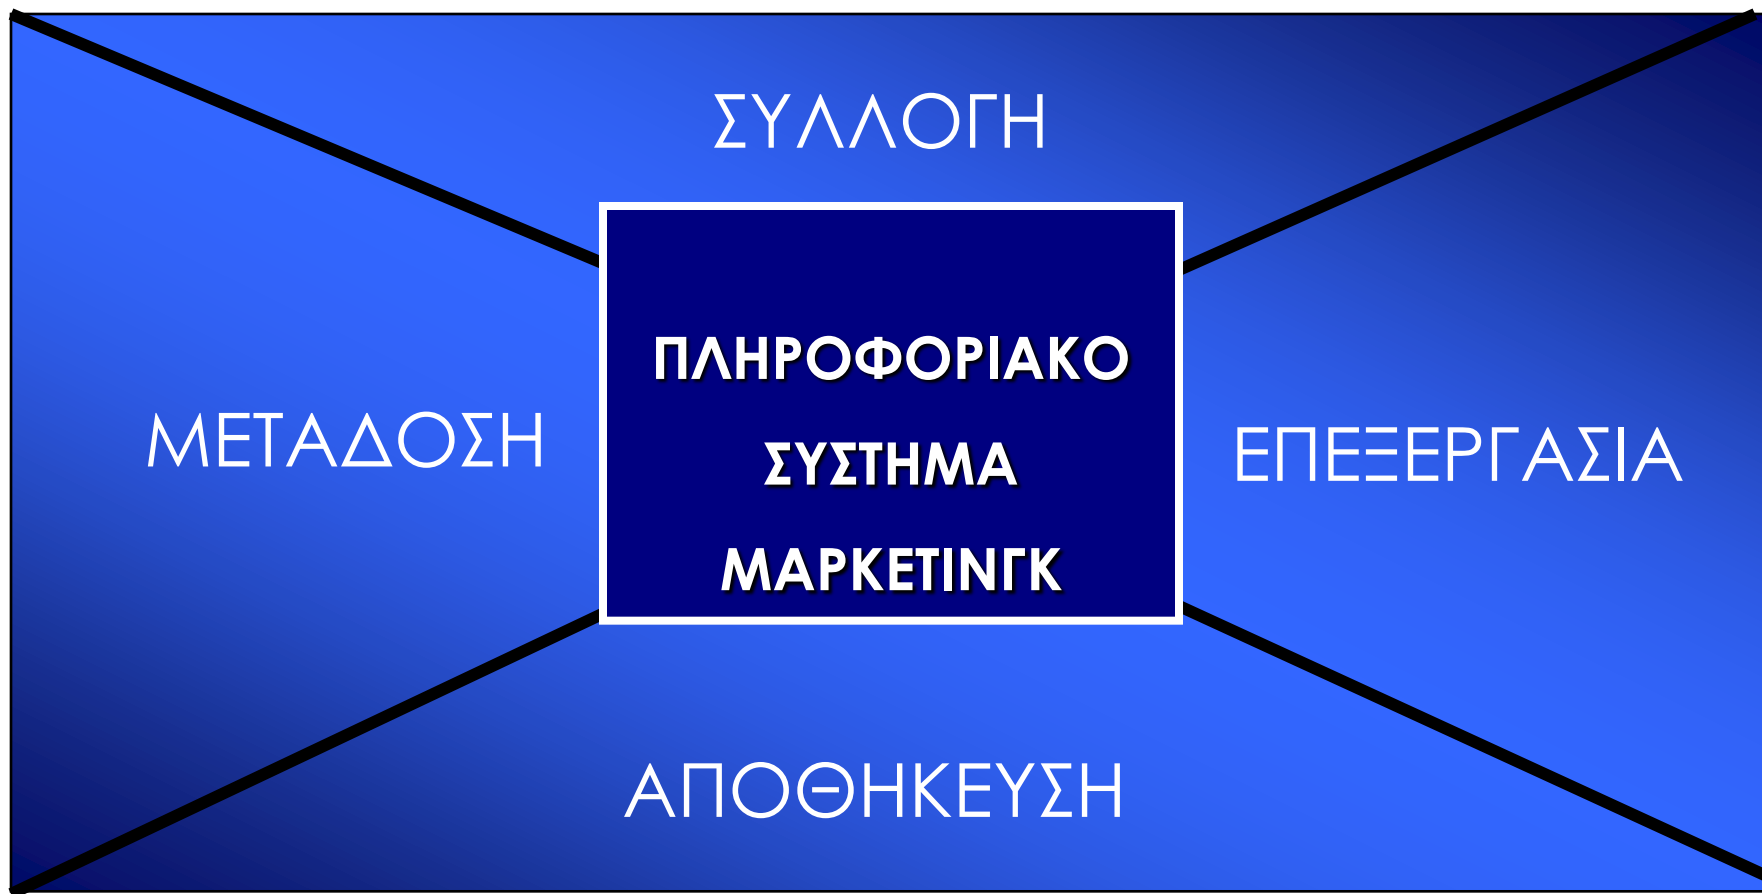 ΣΥΛΛΟΓΗ
ΠΛΗΡΟΦΟΡΙΑΚΟ
ΣΥΣΤΗΜΑ
ΜΑΡΚΕΤΙΝΓΚ
ΜΕΤΑΔΟΣΗ
ΕΠΕΞΕΡΓΑΣΙΑ
ΑΠΟΘΗΚΕΥΣΗ